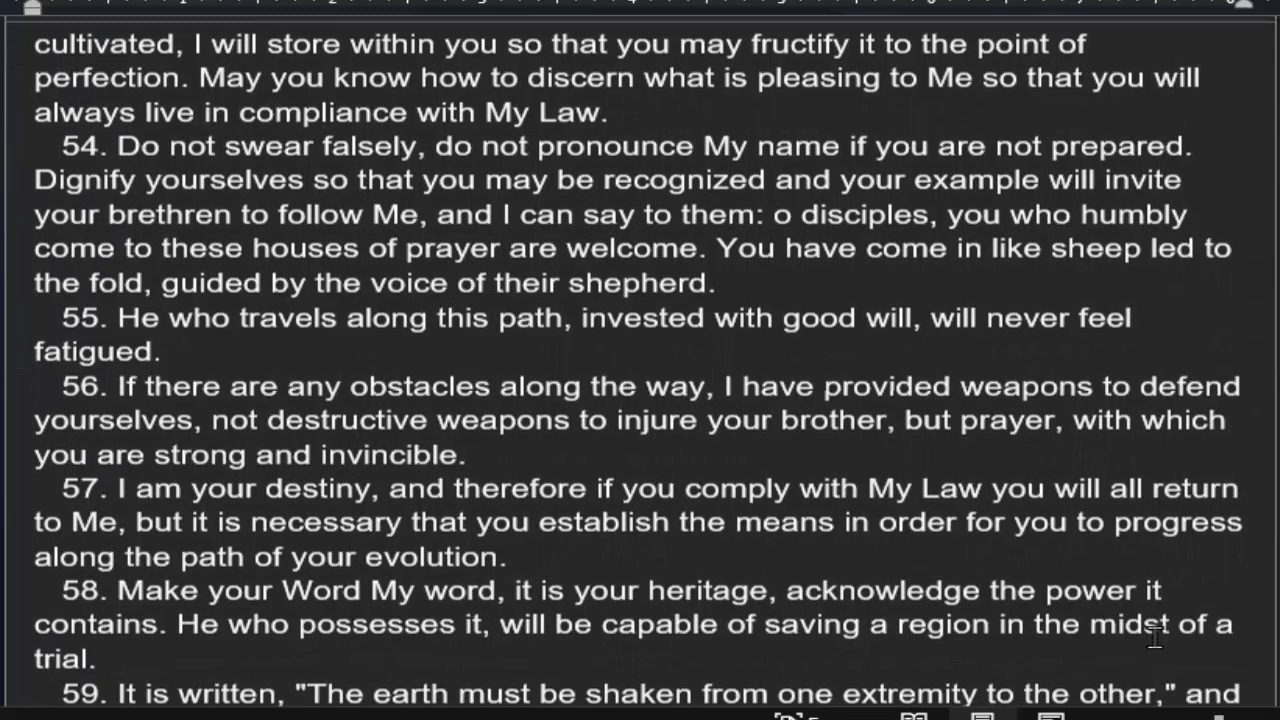 cultivated, I will store within you so that you may fructify it to the point of
perfection. May you know how to discern what is pleasing to Me so that you will
always live in compliance with My Law.
54. Do not swear falsely, do not pronounce My name if you are not prepared.
Dignify yourselves so that you may be recognized and your example will invite
your brethren to follow Me, and I can say to them: o disciples, you who humbly
come to these houses of prayer are welcome. You have come in like sheep led to
the fold, guided by the voice of their shepherd.
55. He who travels along this path, invested with good will, will never feel
fatigued.
56. If there are any obstacles along the way, I have provided weapons to defend
yourselves, not destructive weapons to injure your brother, but prayer, with which
you are strong and invincible.
57. I am your destiny, and therefore if you comply with My Law you will all return
to Me, but it is necessary that you establish the means in order for you to progress
along the path of your evolution.
58. Make your Word My word, it is your heritage, acknowledge the power it
contains. He who possesses it, will be capable of saving a region in the midst of a
trial.
59. It is written, "The earth must be shaken from one extremity to the other," and